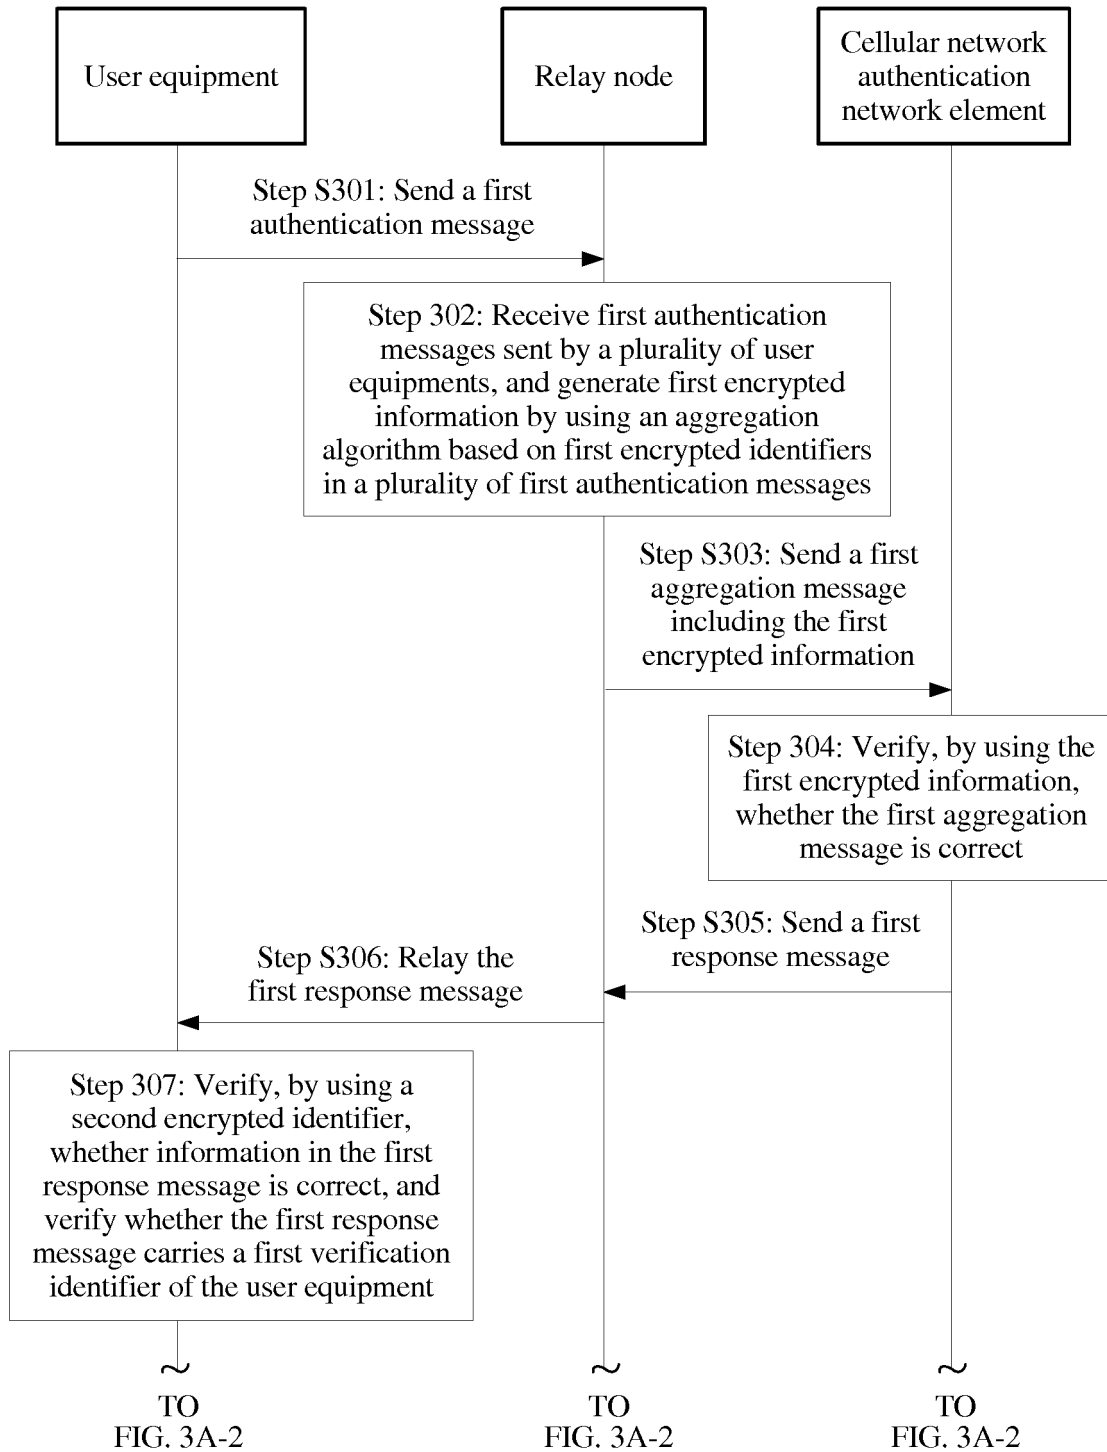 User equipment
Relay node
Cellular network
authentication
network element
Step S301: Send a first
authentication message
Step 302: Receive first authentication
messages sent by a plurality of user
equipments, and generate first encrypted
information by using an aggregation
algorithm based on first encrypted identifiers
in a plurality of first authentication messages
Step S303: Send a first
aggregation message
including the first
encrypted information
Step 304: Verify, by using the
first encrypted information,
whether the first aggregation
message is correct
Step S305: Send a first
response message
Step S306: Relay the
first response message
Step 307: Verify, by using a
second encrypted identifier,
whether information in the first
response message is correct, and
verify whether the first response
message carries a first verification
identifier of the user equipment
~
~
~
TO
FIG. 3A-2
TO
FIG. 3A-2
TO
FIG. 3A-2